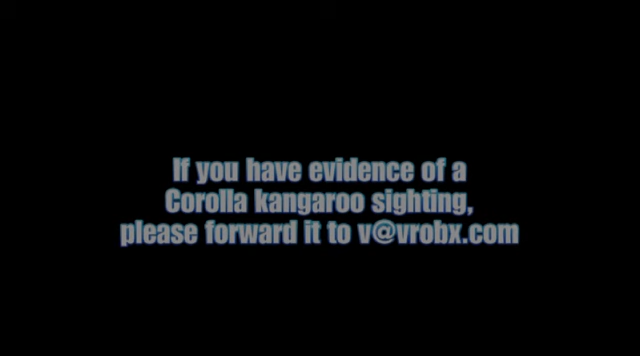 If you have evidence of a
Corolla kangaroo sighting,
please forward it to v@vrobx.com